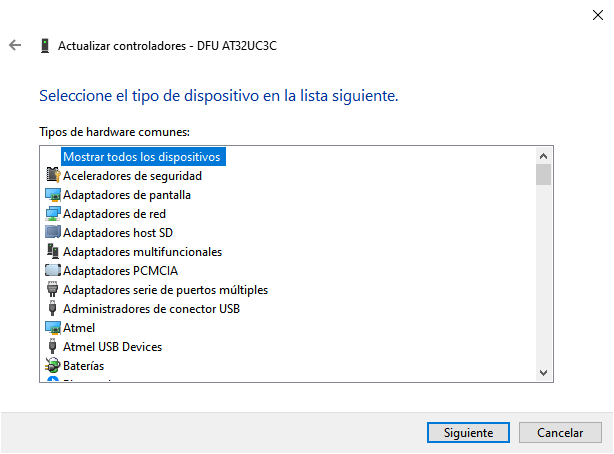 Actualizar controladores - DFU AT32UC3C
Seleccione el tipo de dispositivo en la lista siguiente.
Tipos de hardware comunes:
Mostrar todos los dispositivos
Aceleradores de seguridad
Adaptadores de pantalla
Adaptadores de red
Adaptadores host SD
Adaptadores multifuncionales
Adaptadores PCMCIA
Adaptadores serie de puertos múltiples
Administradores de conector USB
Atmel
Atmel USB Devices
Baterías
Siguiente
Cancelar